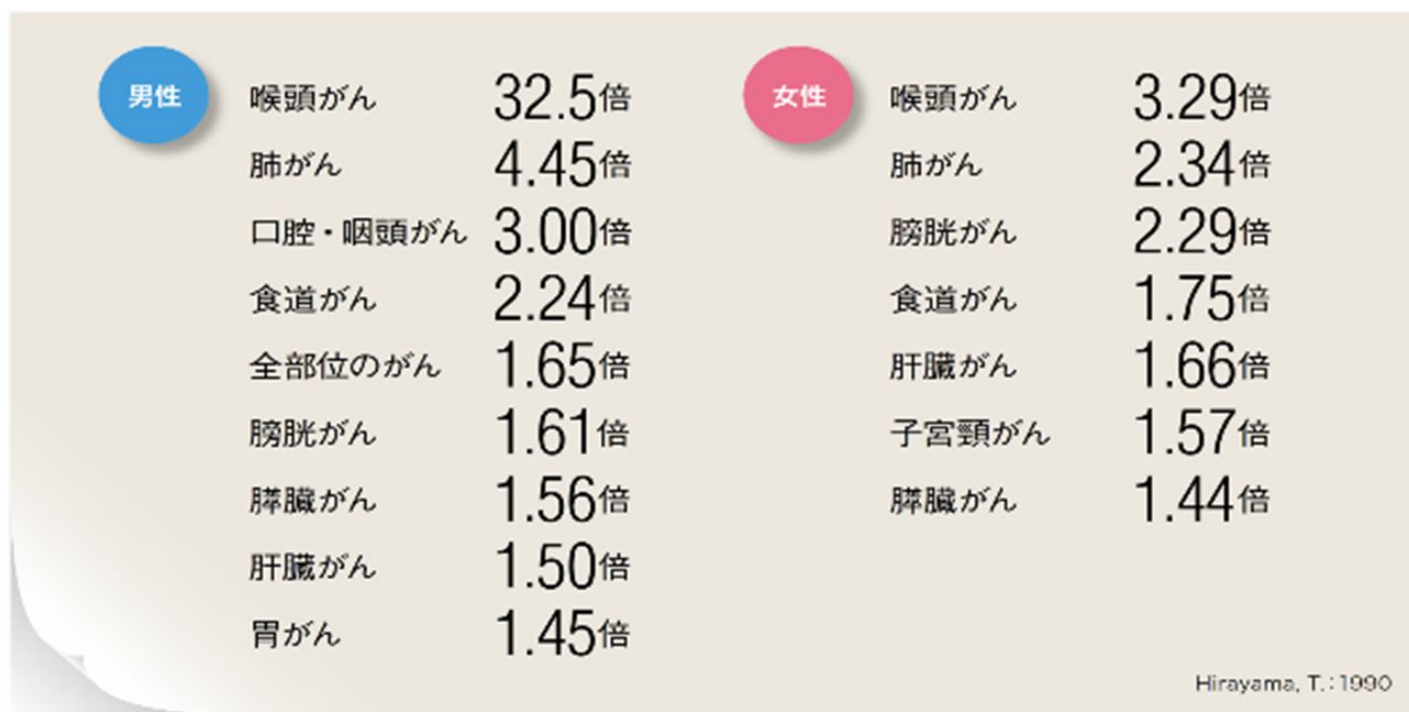 男性
喉頭がん 32.5倍
肺がん 4.45倍
口腔・咽頭がん 3.00倍
食道がん 2.24倍
全部位のがん 1.65倍
膀胱がん 1.61倍
膵臓がん 1.56倍
肝臓がん 1.50倍
胃がん 1.45倍
女性
喉頭がん 3.29倍
肺がん 2.34倍
膀胱がん 2.29倍
食道がん 1.75倍
肝臓がん 1.66倍
子宮頸がん 1.57倍
膵臓がん 1.44倍
Hirayama, T.:1990